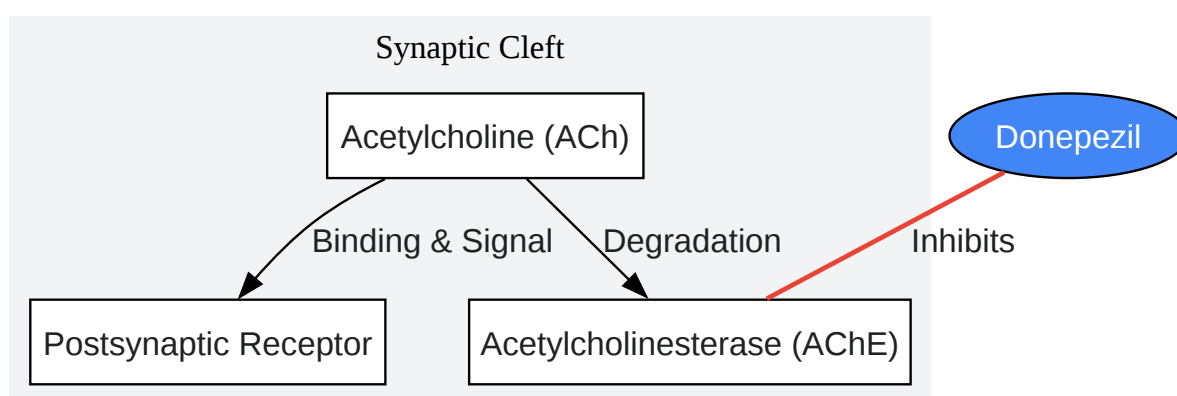 Synaptic Cleft
Acetylcholine (ACh)
Donepezil
Binding & Signal
Degradation
Inhibits
Postsynaptic Receptor
Acetylcholinesterase (AChE)